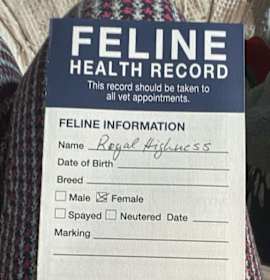 FELINE
HEALTH RECORD
This record should be taken to
all vet appointments.
FELINE INFORMATION
Name Royal Highness
Date of Birth
Breed
Male Female
Spayed Neutered Date
Marking